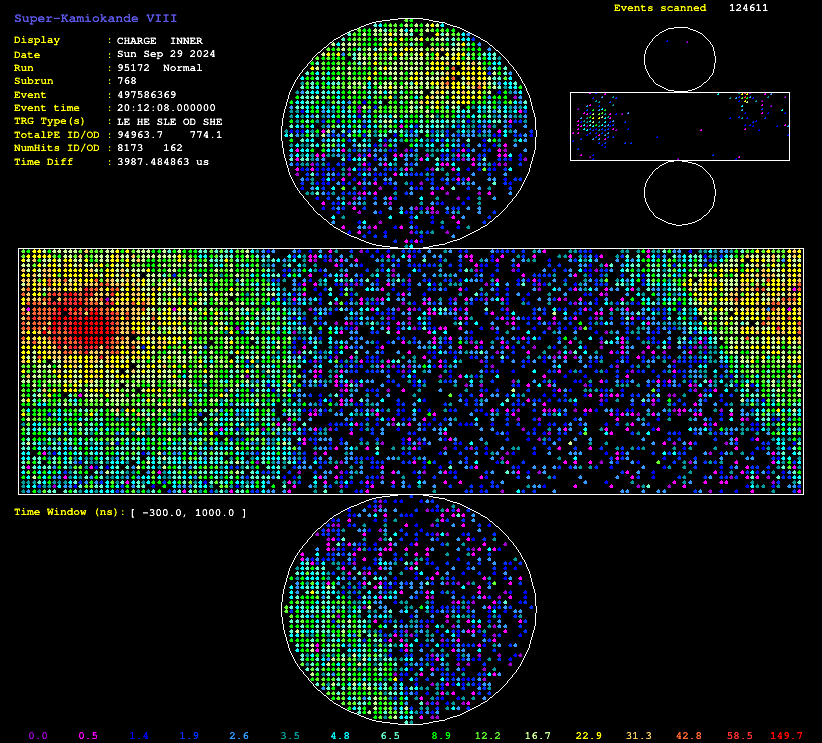 Super-Kamiokande VIII
Events scanned 124611
Display : CHARGE INNER
Date : Sun Sep 29 2024
Run : 95172 Normal
Subrun : 768
Event : 497586369
Event time : 20:12:08.000000
TRG Type(s) : LE HE SLE OD SHE
TotalPE ID/OD : 94963.7 774.1
NumHits ID/OD : 8173 162
Time Diff : 3987.484863 us
Time Window (ns): [ -300.0, 1000.0 ]
0.0 0.5 1.4 1.9 2.6 3.5 4.8 6.5 8.9 12.2 16.7 22.9 31.3 42.8 58.5 149.7